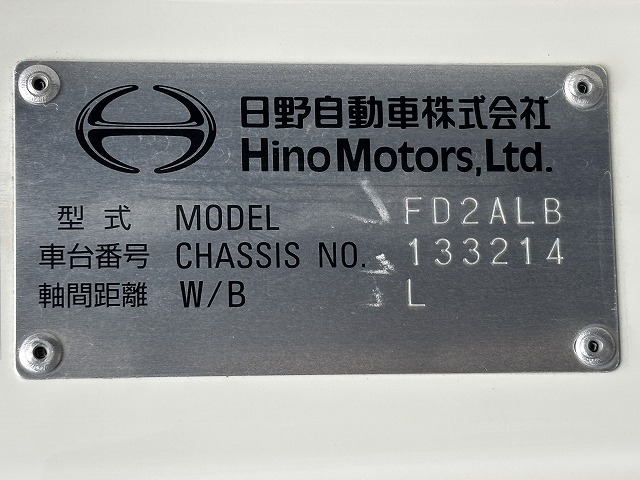 日野自動車株式会社
Hino Motors, Ltd.
型式 MODEL FD2ALB
車台番号 CHASSIS NO. 133214
軸間距離 W/B L